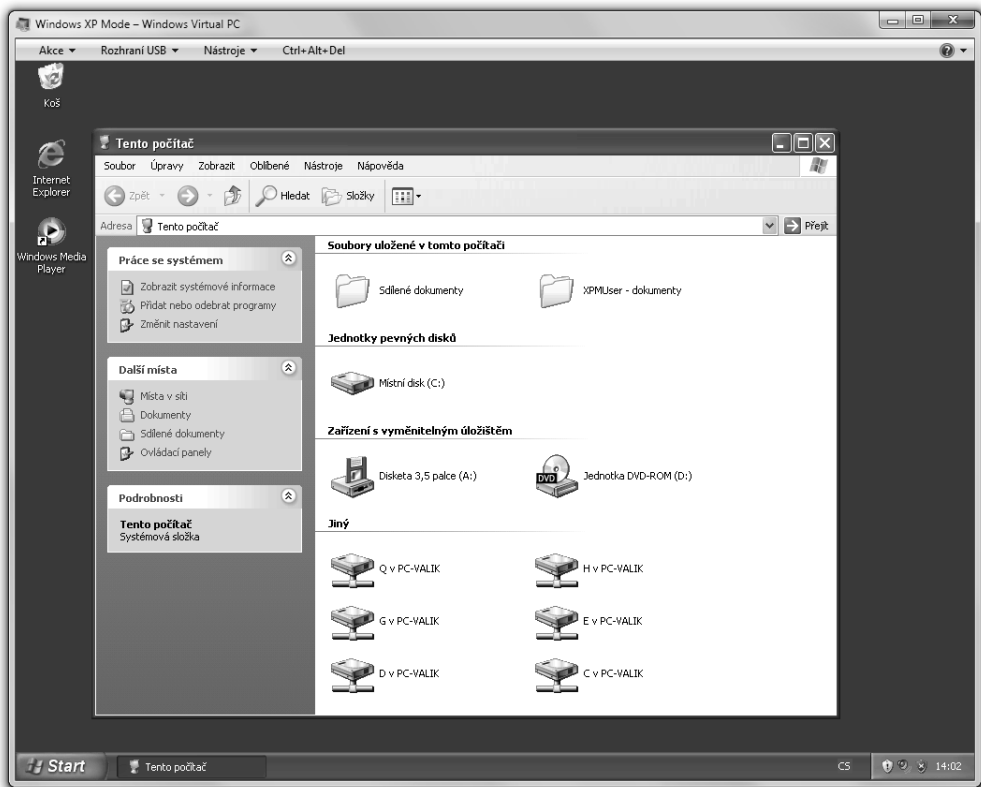 Windows XP Mode – Windows Virtual PC
Akce Rozhraní USB Nástroje Ctrl+Alt+Del
Koš
Internet
Explorer
Windows Media
Player
Tento počítač
Soubor Úpravy Zobrazit Oblíbené Nástroje Nápověda
Zpět Hledat Složky
Adresa Tento počítač Přejít
Práce se systémem
Zobrazit systémové informace
Přidat nebo odebrat programy
Změnit nastavení
Další místa
Místa v síti
Dokumenty
Sdílené dokumenty
Ovládací panely
Podrobnosti
Tento počítač
Systémová složka
Soubory uložené v tomto počítači
Sdílené dokumenty XPMUser - dokumenty
Jednotky pevných disků
Místní disk (C:)
Zařízení s vyměnitelným úložištěm
Disketa 3,5 palce (A:) DVD Jednotka DVD-ROM (D:)
Jiný
Q v PC-VALIK H v PC-VALIK
G v PC-VALIK E v PC-VALIK
D v PC-VALIK C v PC-VALIK
Start Tento počítač CS 14:02